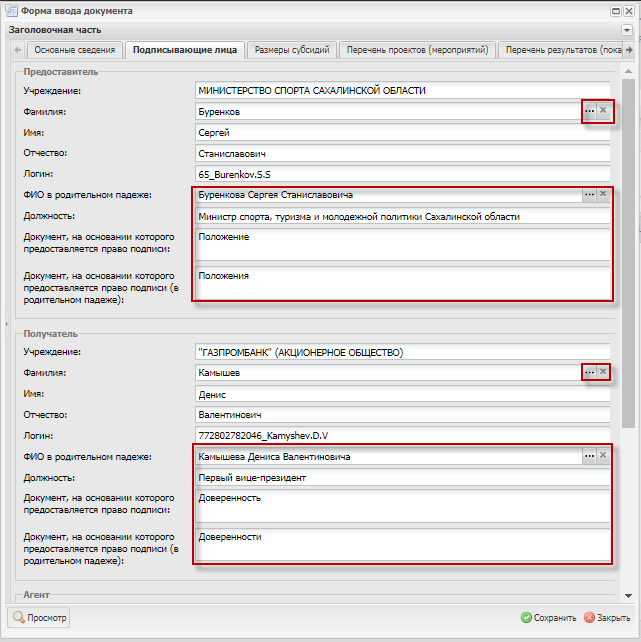 Форма ввода документа
Заголовочная часть
Основные сведения Подписывающие лица Размеры субсидий Перечень проектов (мероприятий) Перечень результатов (пока
Предоставитель
Учреждение: МИНИСТЕРСТВО СПОРТА САХАЛИНСКОЙ ОБЛАСТИ
Фамилия: Буренков
Имя: Сергей
Отчество: Станиславович
Логин: 65_Burenkov.S.S
ФИО в родительном падеже: Буренкова Сергея Станиславовича
Должность: Министр спорта, туризма и молодежной политики Сахалинской области
Документ, на основании которого Положение
предоставляется право подписи:
Документ, на основании которого Положения
предоставляется право подписи (в
родительном падеже):
Получатель
Учреждение: "ГАЗПРОМБАНК" (АКЦИОНЕРНОЕ ОБЩЕСТВО)
Фамилия: Камышев
Имя: Денис
Отчество: Валентинович
Логин: 772802782046_Kamyshev.D.V
ФИО в родительном падеже: Камышева Дениса Валентиновича
Должность: Первый вице-президент
Документ, на основании которого Доверенность
предоставляется право подписи:
Документ, на основании которого Доверенности
предоставляется право подписи (в
родительном падеже):
Агент
Просмотр Сохранить Закрыть